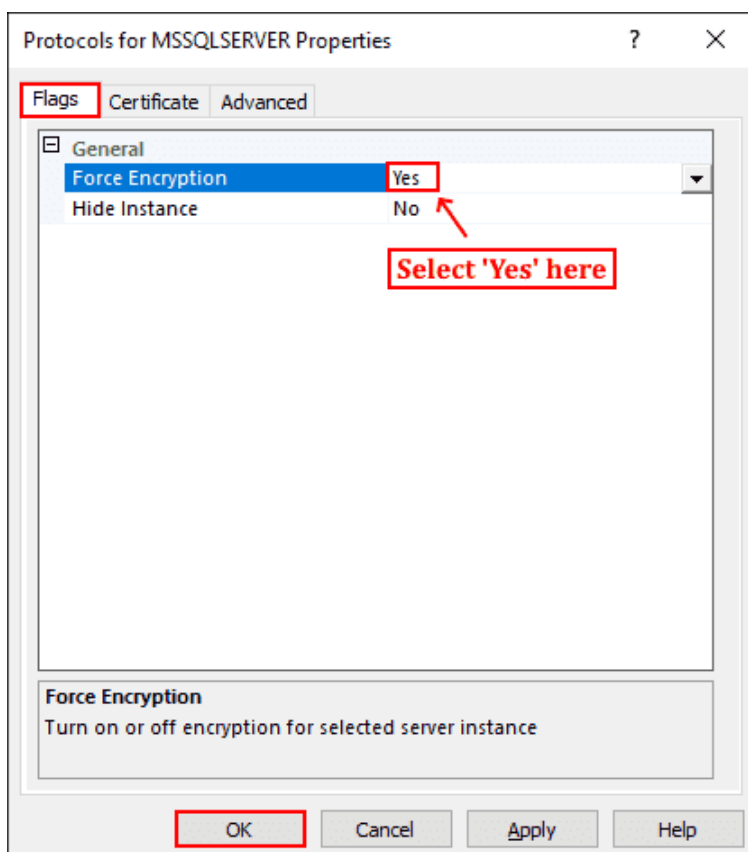 Protocols for MSSQLSERVER Properties ?
Flags Certificate Advanced
General
Force Encryption Yes
Hide Instance No
Select 'Yes' here
Force Encryption
Turn on or off encryption for selected server instance
OK Cancel Apply Help